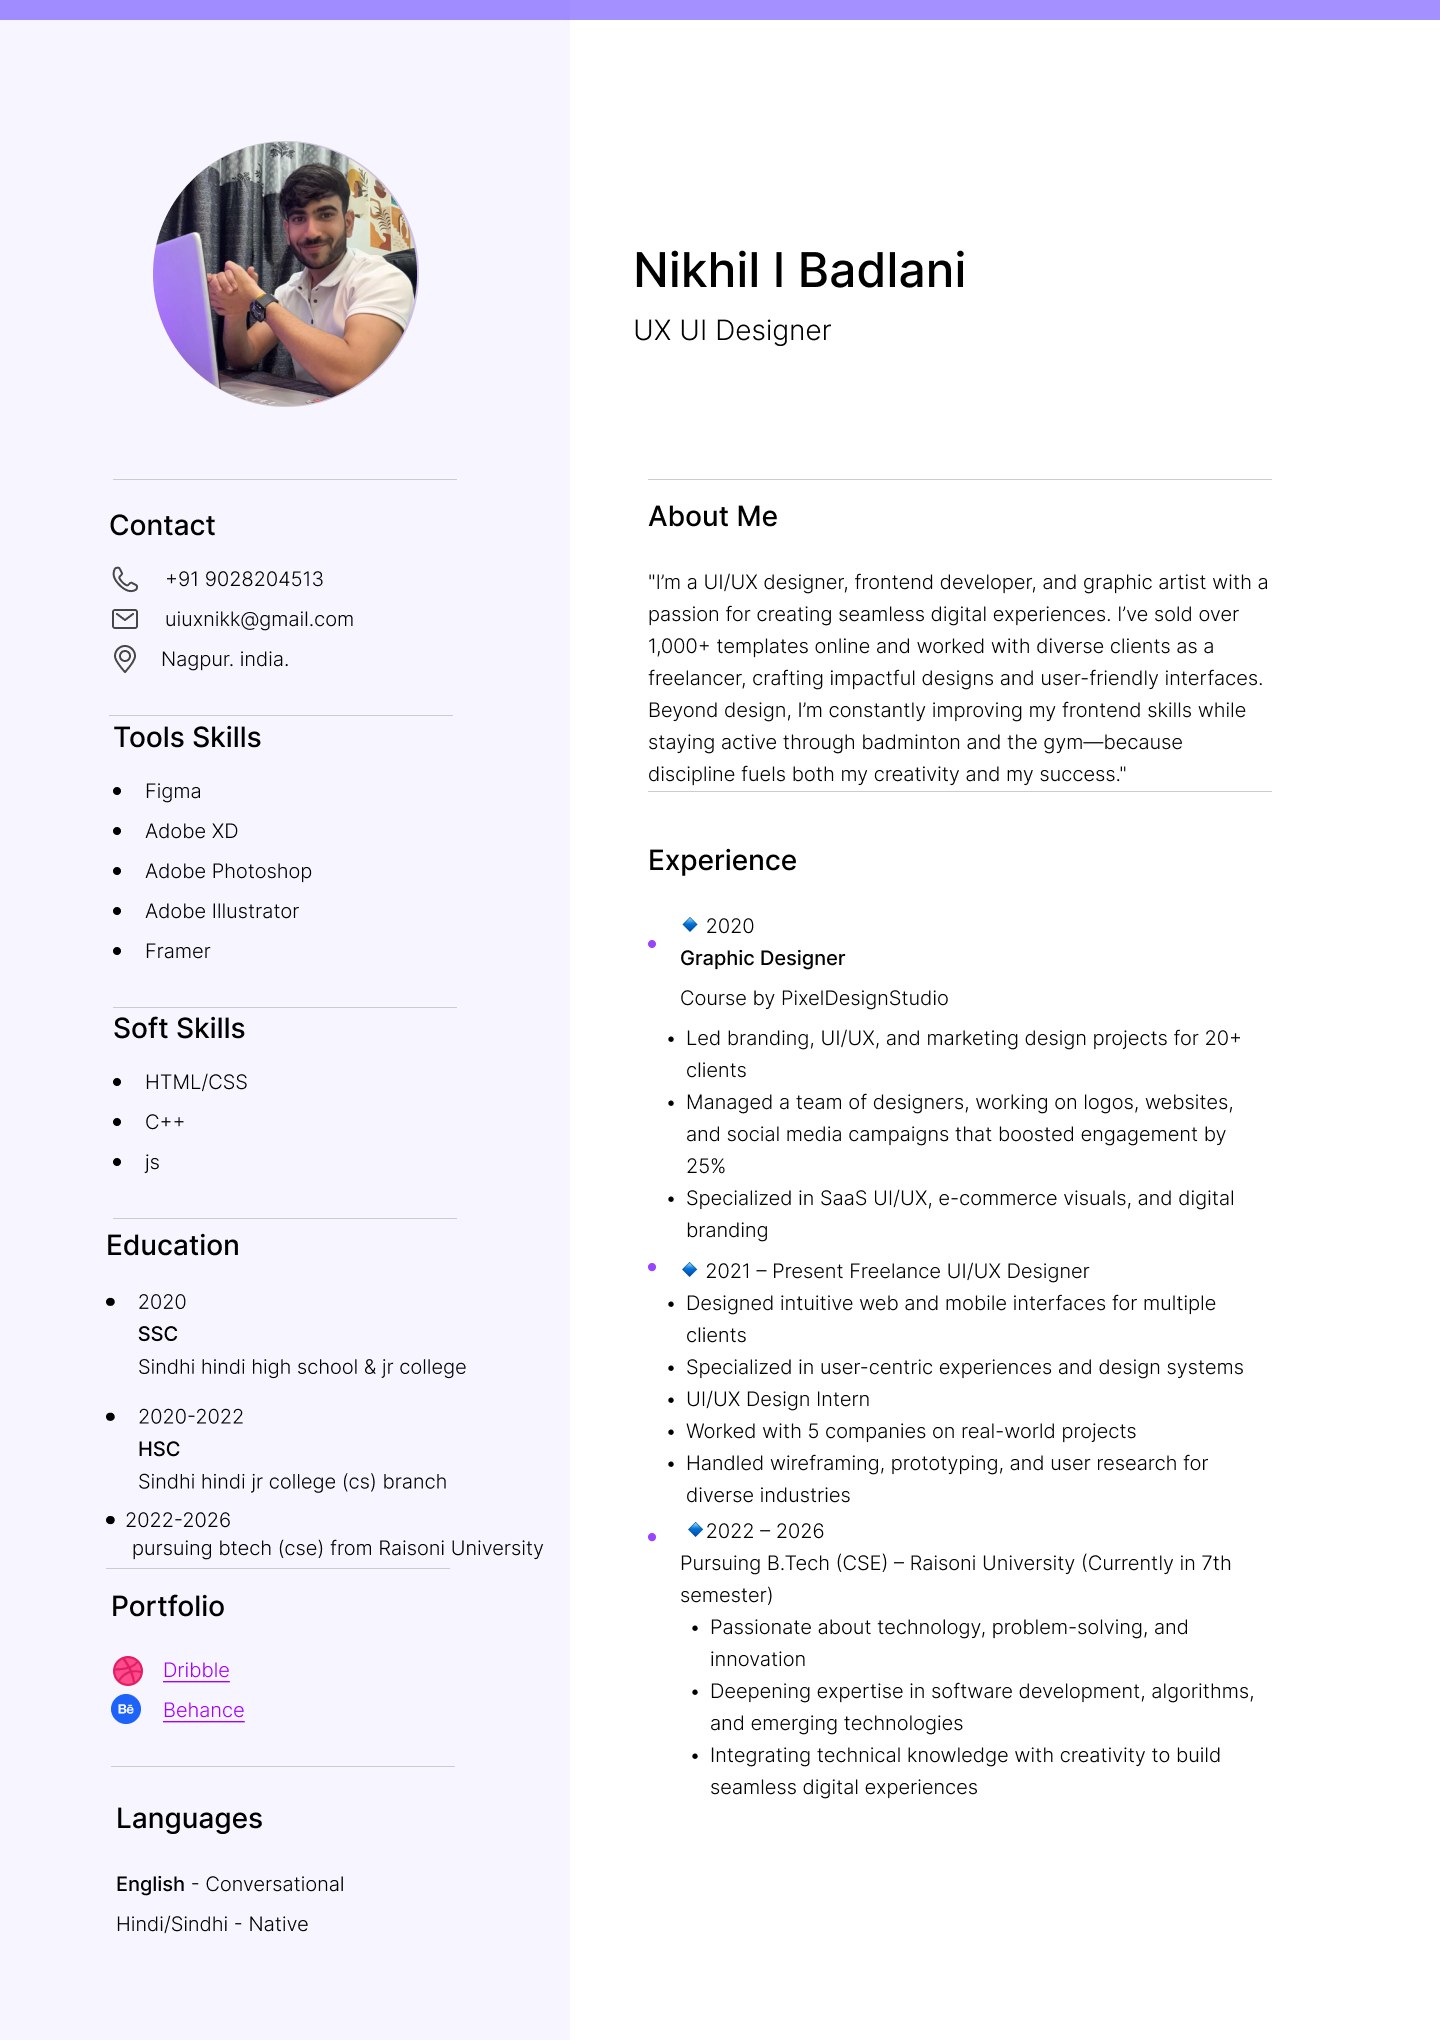 Nikhil l Badlani
UX UI Designer
Contact
+91 9028204513
uiuxnikk@gmail.com
Nagpur. india.
Tools Skills
• Figma
• Adobe XD
• Adobe Photoshop
• Adobe Illustrator
• Framer
Soft Skills
• HTML/CSS
• C++
• js
Education
• 2020
SSC
Sindhi hindi high school & jr college
• 2020-2022
HSC
Sindhi hindi jr college (cs) branch
• 2022-2026
pursuing btech (cse) from Raisoni University
Portfolio
Dribble
Bē Behance
Languages
English - Conversational
Hindi/Sindhi - Native
About Me
"I'm a UI/UX designer, frontend developer, and graphic artist with a
passion for creating seamless digital experiences. I've sold over
1,000+ templates online and worked with diverse clients as a
freelancer, crafting impactful designs and user-friendly interfaces.
Beyond design, I'm constantly improving my frontend skills while
staying active through badminton and the gym—because
discipline fuels both my creativity and my success."
Experience
• 🔹 2020
Graphic Designer
Course by PixelDesignStudio
• Led branding, UI/UX, and marketing design projects for 20+
clients
• Managed a team of designers, working on logos, websites,
and social media campaigns that boosted engagement by
25%
• Specialized in SaaS UI/UX, e-commerce visuals, and digital
branding
• 🔹 2021 – Present Freelance UI/UX Designer
• Designed intuitive web and mobile interfaces for multiple
clients
• Specialized in user-centric experiences and design systems
• UI/UX Design Intern
• Worked with 5 companies on real-world projects
• Handled wireframing, prototyping, and user research for
diverse industries
• 🔹2022 – 2026
Pursuing B.Tech (CSE) – Raisoni University (Currently in 7th
semester)
• Passionate about technology, problem-solving, and
innovation
• Deepening expertise in software development, algorithms,
and emerging technologies
• Integrating technical knowledge with creativity to build
seamless digital experiences